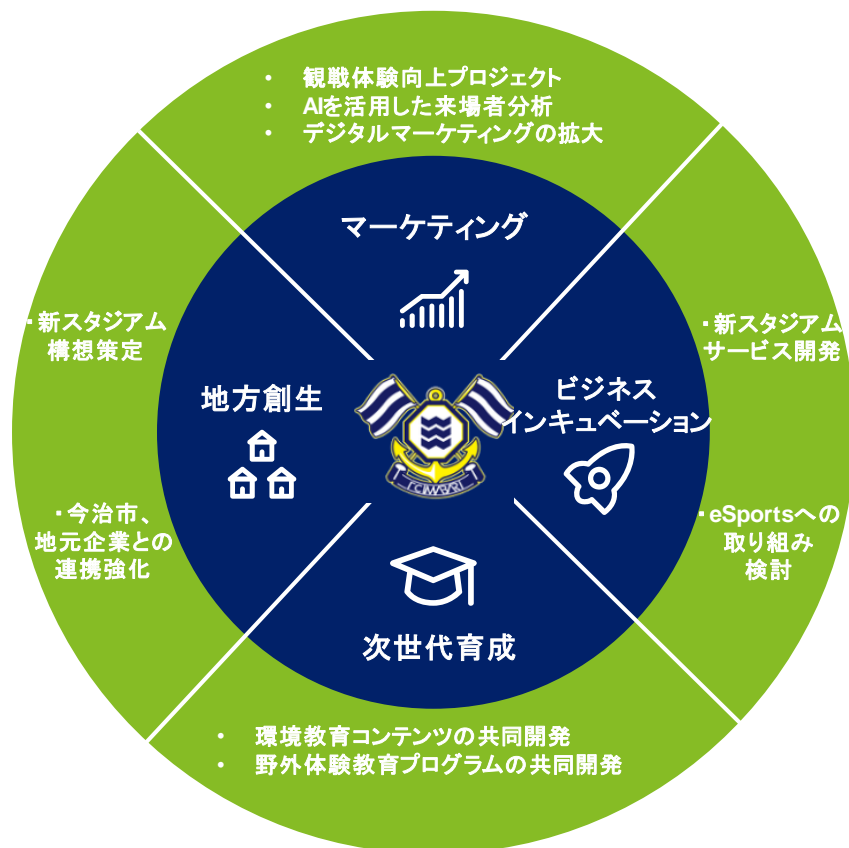 • 観戦体験向上プロジェクト
• AIを活用した来場者分析
• デジタルマーケティングの拡大
マーケティング
・新スタジアム
構想策定
・新スタジアム
サービス開発
地方創生
ビジネス
インキュベーション
FC IMABARI
・今治市、
地元企業との
連携強化
・eSportsへの
取り組み
検討
次世代育成
• 環境教育コンテンツの共同開発
• 野外体験教育プログラムの共同開発